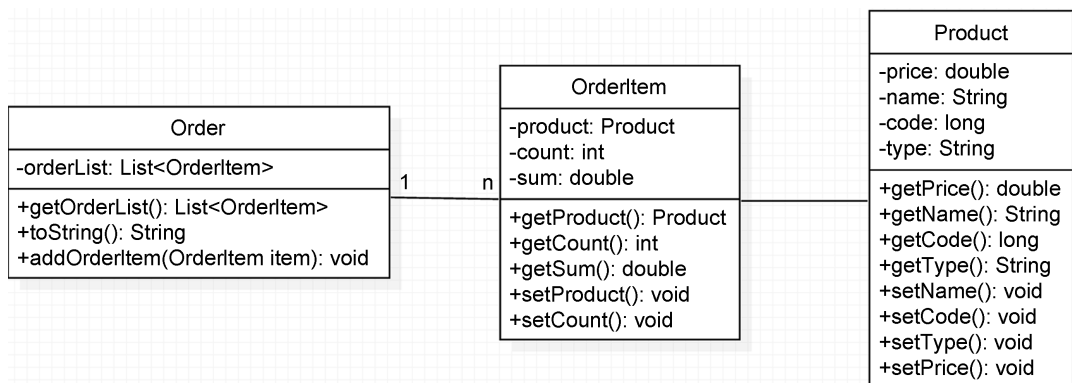 Order
-orderList: List<OrderItem>
+getOrderList(): List<OrderItem>
+toString(): String
+addOrderItem(OrderItem item): void
1
n
OrderItem
-product: Product
-count: int
-sum: double
+getProduct(): Product
+getCount(): int
+getSum(): double
+setProduct(): void
+setCount(): void
Product
-price: double
-name: String
-code: long
-type: String
+getPrice(): double
+getName(): String
+getCode(): long
+getType(): String
+setName(): void
+setCode(): void
+setType(): void
+setPrice(): void